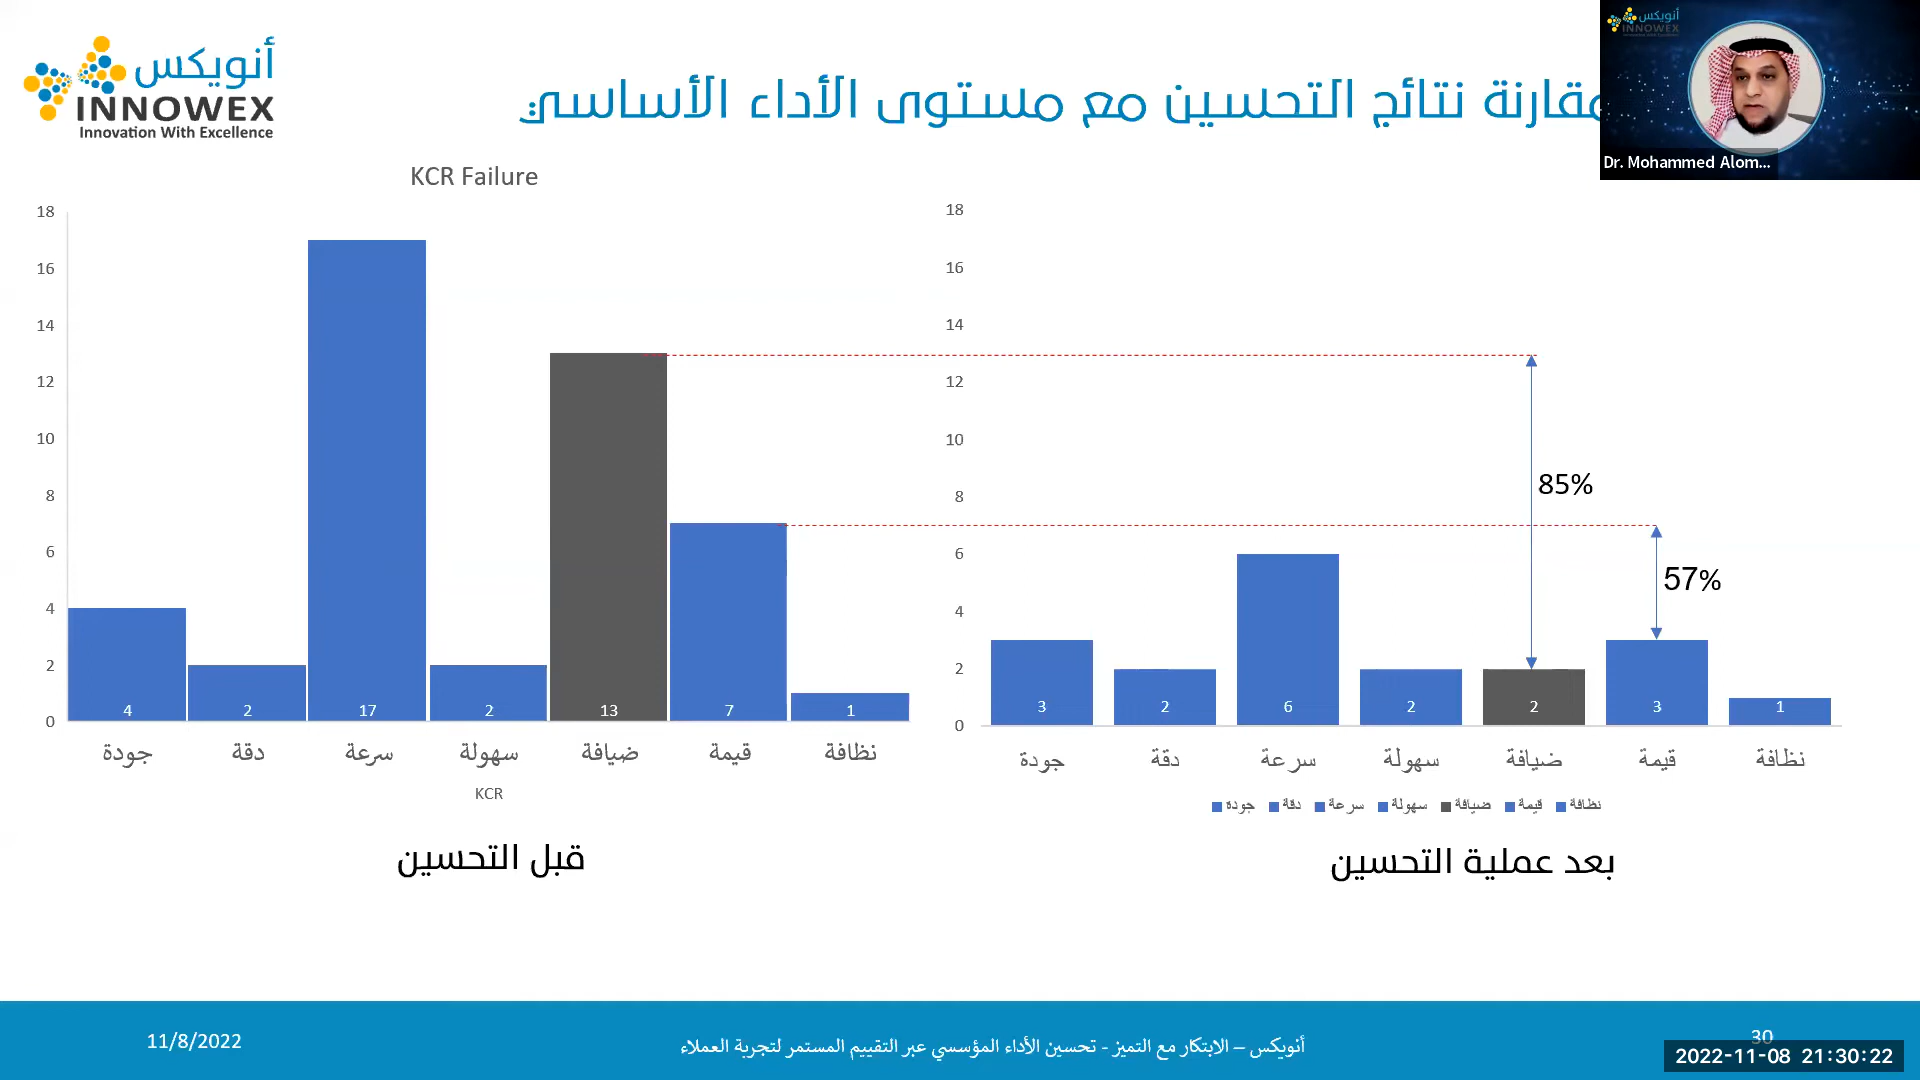 أنويكس
INNOWEX
Innovation With Excellence
مقارنة نتائج التحسين مع مستوى الأداء الأساسي
أنويكس
INNOWEX
Dr. Mohammed Alom...
KCR Failure
18
16
14
12
10
8
6
4
2
0
4
2
17
2
13
7
1
جودة
دقة
سرعة
سهولة
ضيافة
قيمة
نظافة
KCR
قبل التحسين
18
16
14
12
10
8
6
4
2
0
85%
57%
3
2
6
2
2
3
1
جودة
دقة
سرعة
سهولة
ضيافة
قيمة
نظافة
جودة دقة سرعة سهولة ضيافة قيمة نظافة
بعد عملية التحسين
11/8/2022
أنويكس – الابتكار مع التميز - تحسين الأداء المؤسسي عبر التقييم المستمر لتجربة العملاء
30
2022-11-08 21:30:22